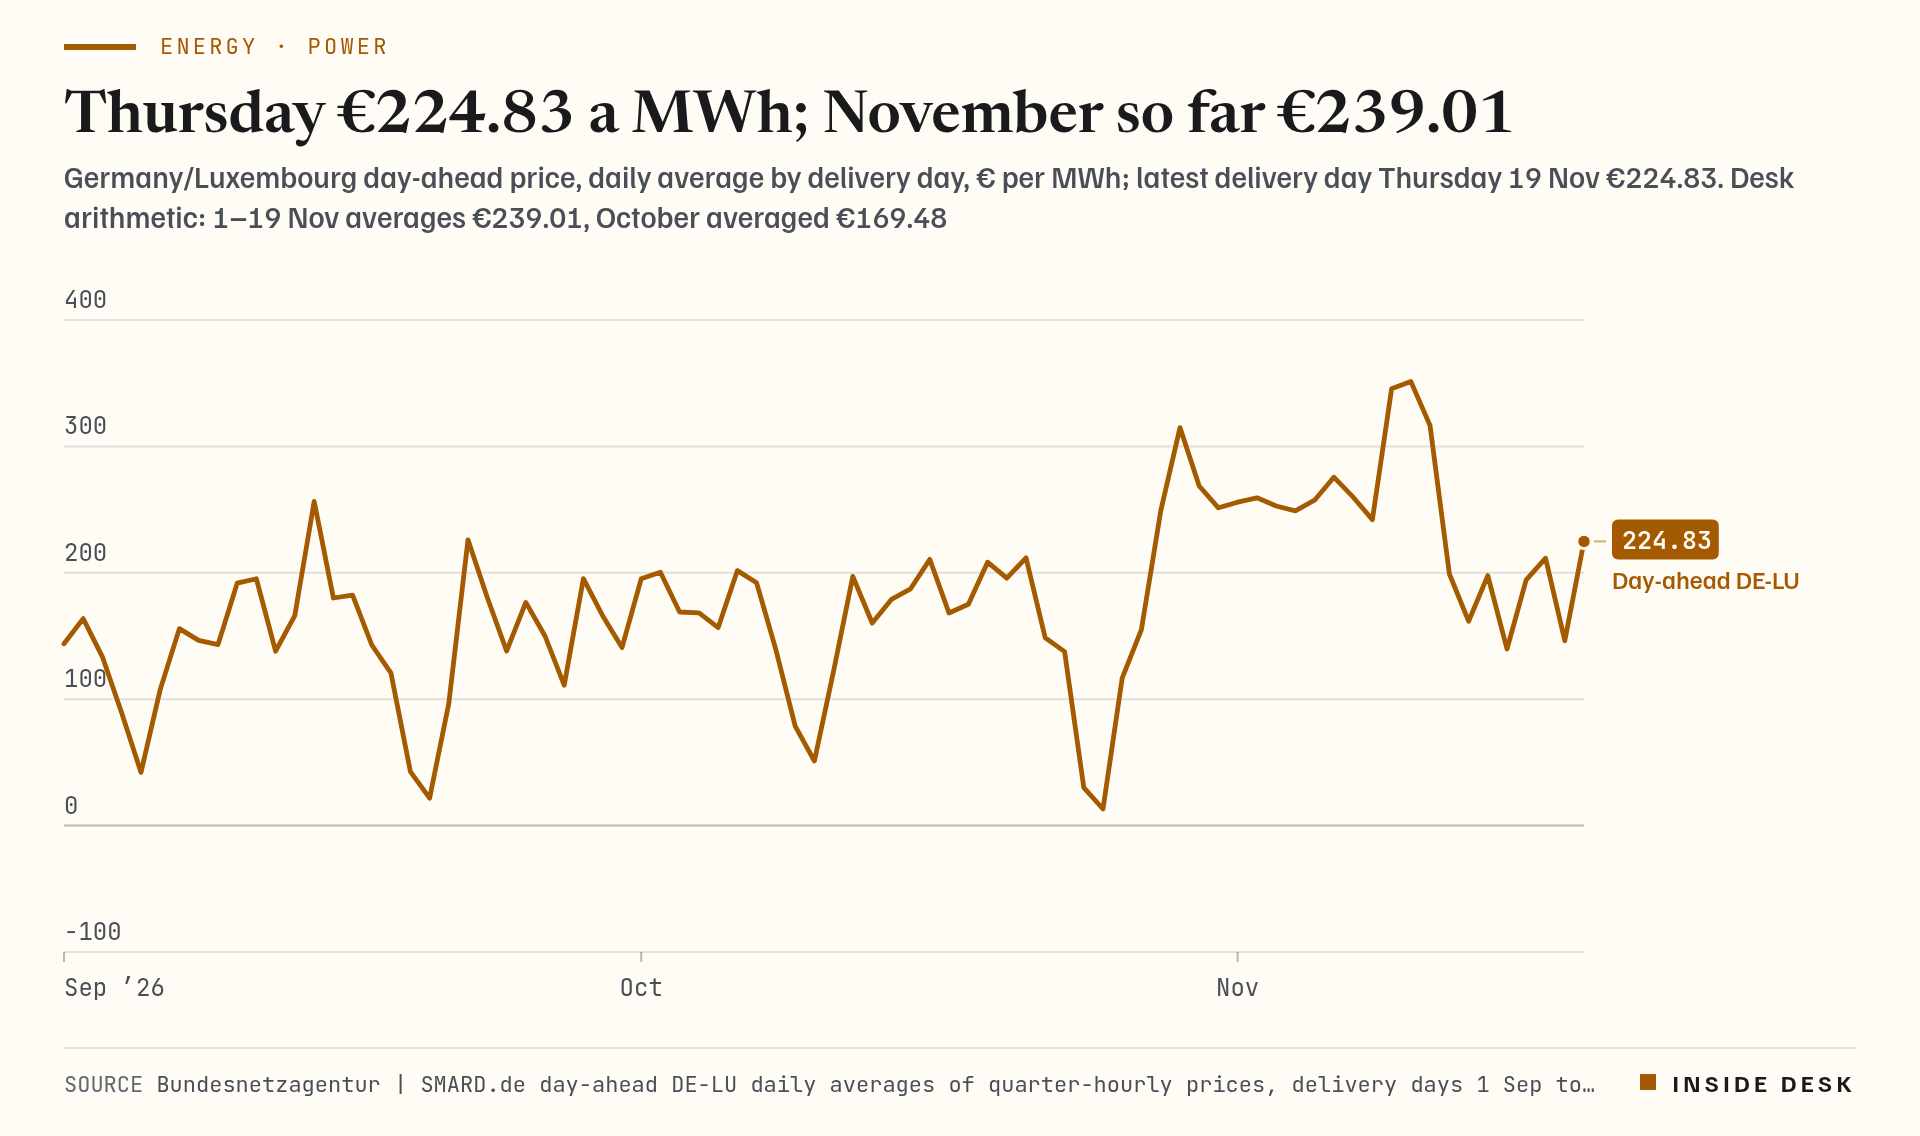 ENERGY · POWER
Thursday €224.83 a MWh; November so far €239.01
Germany/Luxembourg day-ahead price, daily average by delivery day, € per MWh; latest delivery day Thursday 19 Nov €224.83. Desk
arithmetic: 1–19 Nov averages €239.01, October averaged €169.48
400
300
200
100
0
-100
224.83
Day-ahead DE-LU
Sep ’26
Oct
Nov
SOURCE Bundesnetzagentur | SMARD.de day-ahead DE-LU daily averages of quarter-hourly prices, delivery days 1 Sep to…
INSIDE DESK